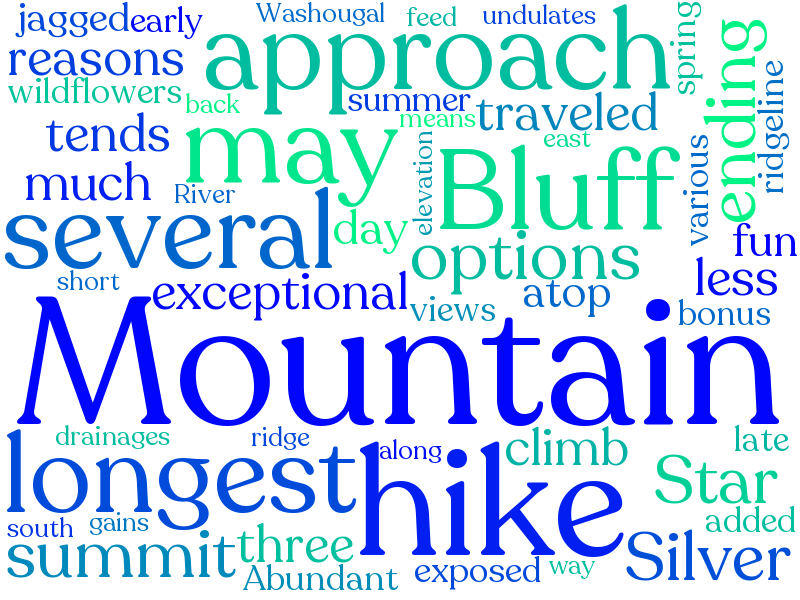 jagged early Washougal feed undulates
reasons approach spring
wildflowers back summer traveled ridgeline
tends may means east ending
much River elevation Bluff various
several day options fun
short exceptional views atop less
bonus
Mountain
drainages ridge along climb late
longest hike Star
south gains three added
summit Abundant exposed way Silver